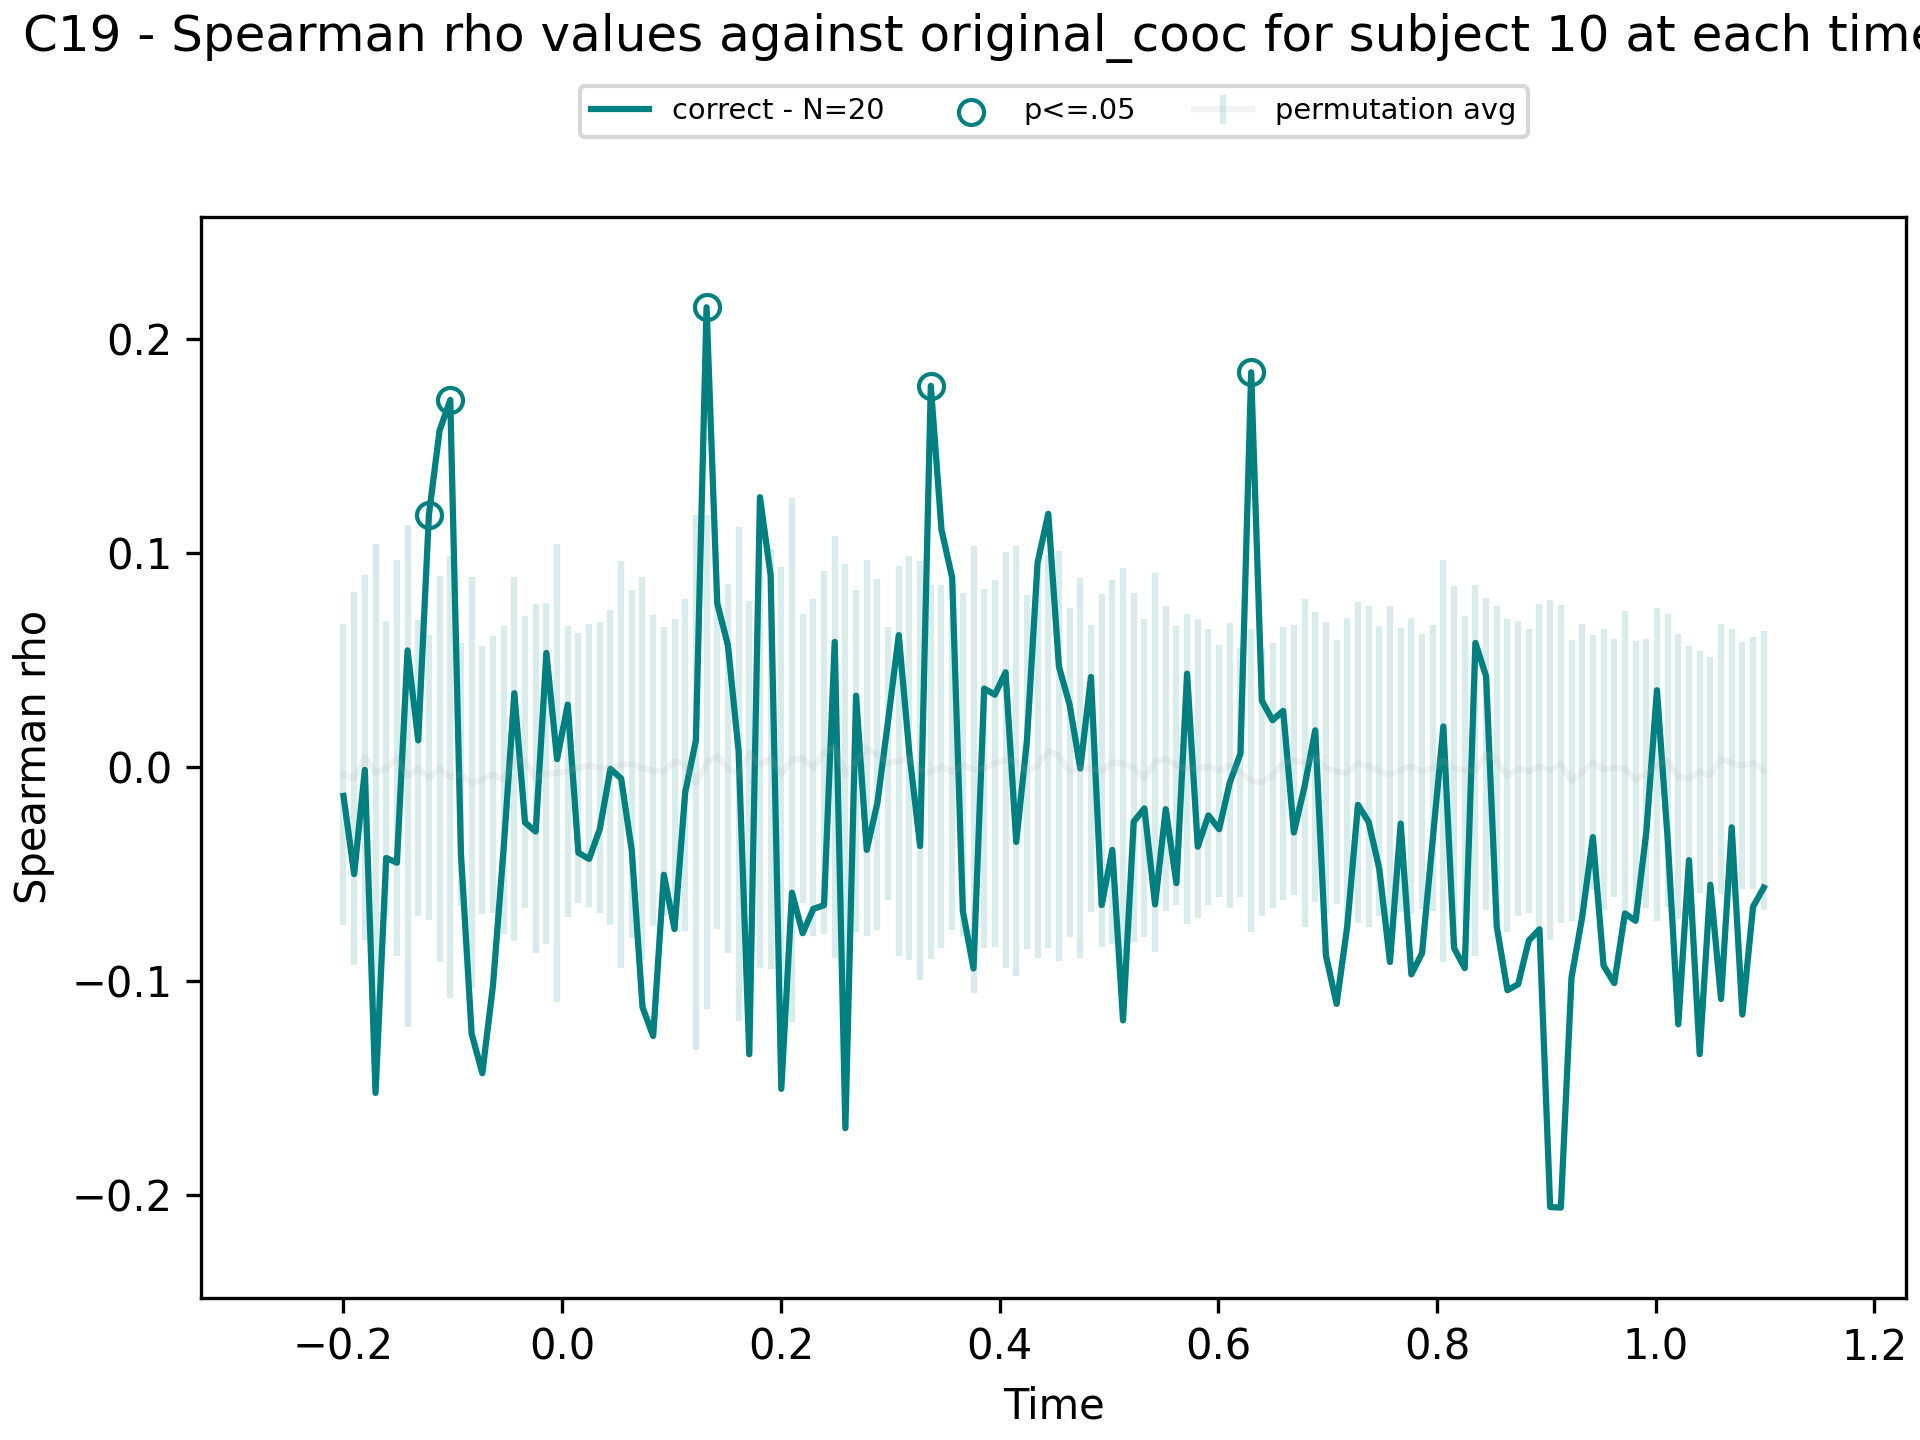 C19 - Spearman rho values against original_cooc for subject 10 at each time
correct - N=20 p<=.05 permutation avg
Spearman rho
0.2
0.1
0.0
−0.1
−0.2
−0.2 0.0 0.2 0.4 0.6 0.8 1.0 1.2
Time